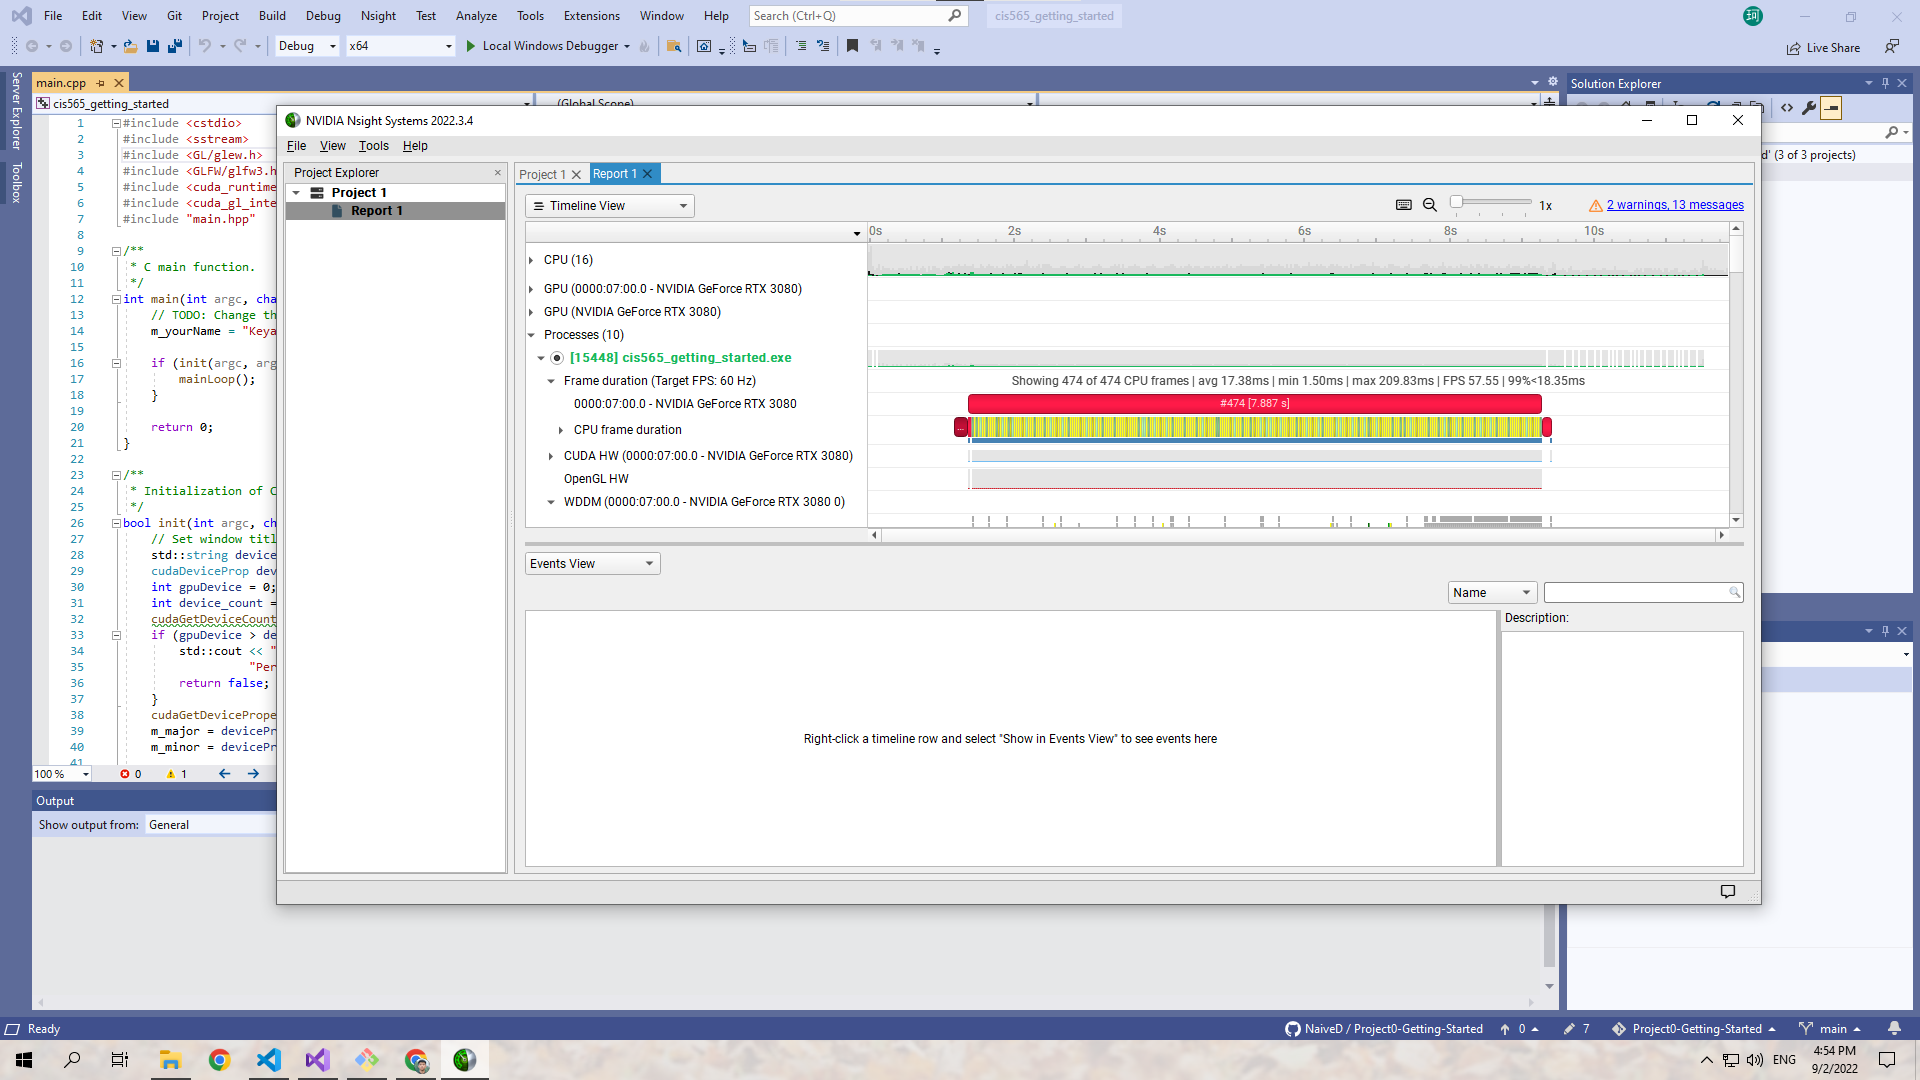 File Edit View Git Project Build Debug Nsight Test Analyze Tools Extensions Window Help Search (Ctrl+Q) cis565_getting_started 珂
Debug x64 Local Windows Debugger Live Share
Server Explorer
Toolbox
main.cpp
cis565_getting_started (Global Scope)
1 #include <cstdio>
2 #include <sstream>
3 #include <GL/glew.h>
4 #include <GLFW/glfw3.h
5 #include <cuda_runtime
6 #include <cuda_gl_inte
7 #include "main.hpp"
8
9 /**
10 * C main function.
11 */
12 int main(int argc, cha
13 // TODO: Change th
14 m_yourName = "Keya
15
16 if (init(argc, arg
17 mainLoop();
18 }
19
20 return 0;
21 }
22
23 /**
24 * Initialization of C
25 */
26 bool init(int argc, ch
27 // Set window titl
28 std::string device
29 cudaDeviceProp dev
30 int gpuDevice = 0;
31 int device_count =
32 cudaGetDeviceCount
33 if (gpuDevice > de
34 std::cout << "
35 "Per
36 return false;
37 }
38 cudaGetDevicePrope
39 m_major = devicePr
40 m_minor = devicePr
41
100 % 0 1
Output
Show output from: General
Solution Explorer
d' (3 of 3 projects)
NVIDIA Nsight Systems 2022.3.4
File View Tools Help
Project Explorer
Project 1
Report 1
Project 1 Report 1
Timeline View 1x 2 warnings, 13 messages
0s 2s 4s 6s 8s 10s
CPU (16)
GPU (0000:07:00.0 - NVIDIA GeForce RTX 3080)
GPU (NVIDIA GeForce RTX 3080)
Processes (10)
[15448] cis565_getting_started.exe
Frame duration (Target FPS: 60 Hz) Showing 474 of 474 CPU frames | avg 17.38ms | min 1.50ms | max 209.83ms | FPS 57.55 | 99%<18.35ms
0000:07:00.0 - NVIDIA GeForce RTX 3080 #474 [7.887 s]
CPU frame duration ...
CUDA HW (0000:07:00.0 - NVIDIA GeForce RTX 3080)
OpenGL HW
WDDM (0000:07:00.0 - NVIDIA GeForce RTX 3080 0)
Events View
Name
Description:
Right-click a timeline row and select "Show in Events View" to see events here
Ready NaiveD / Project0-Getting-Started 0 7 Project0-Getting-Started main
ENG 4:54 PM
9/2/2022